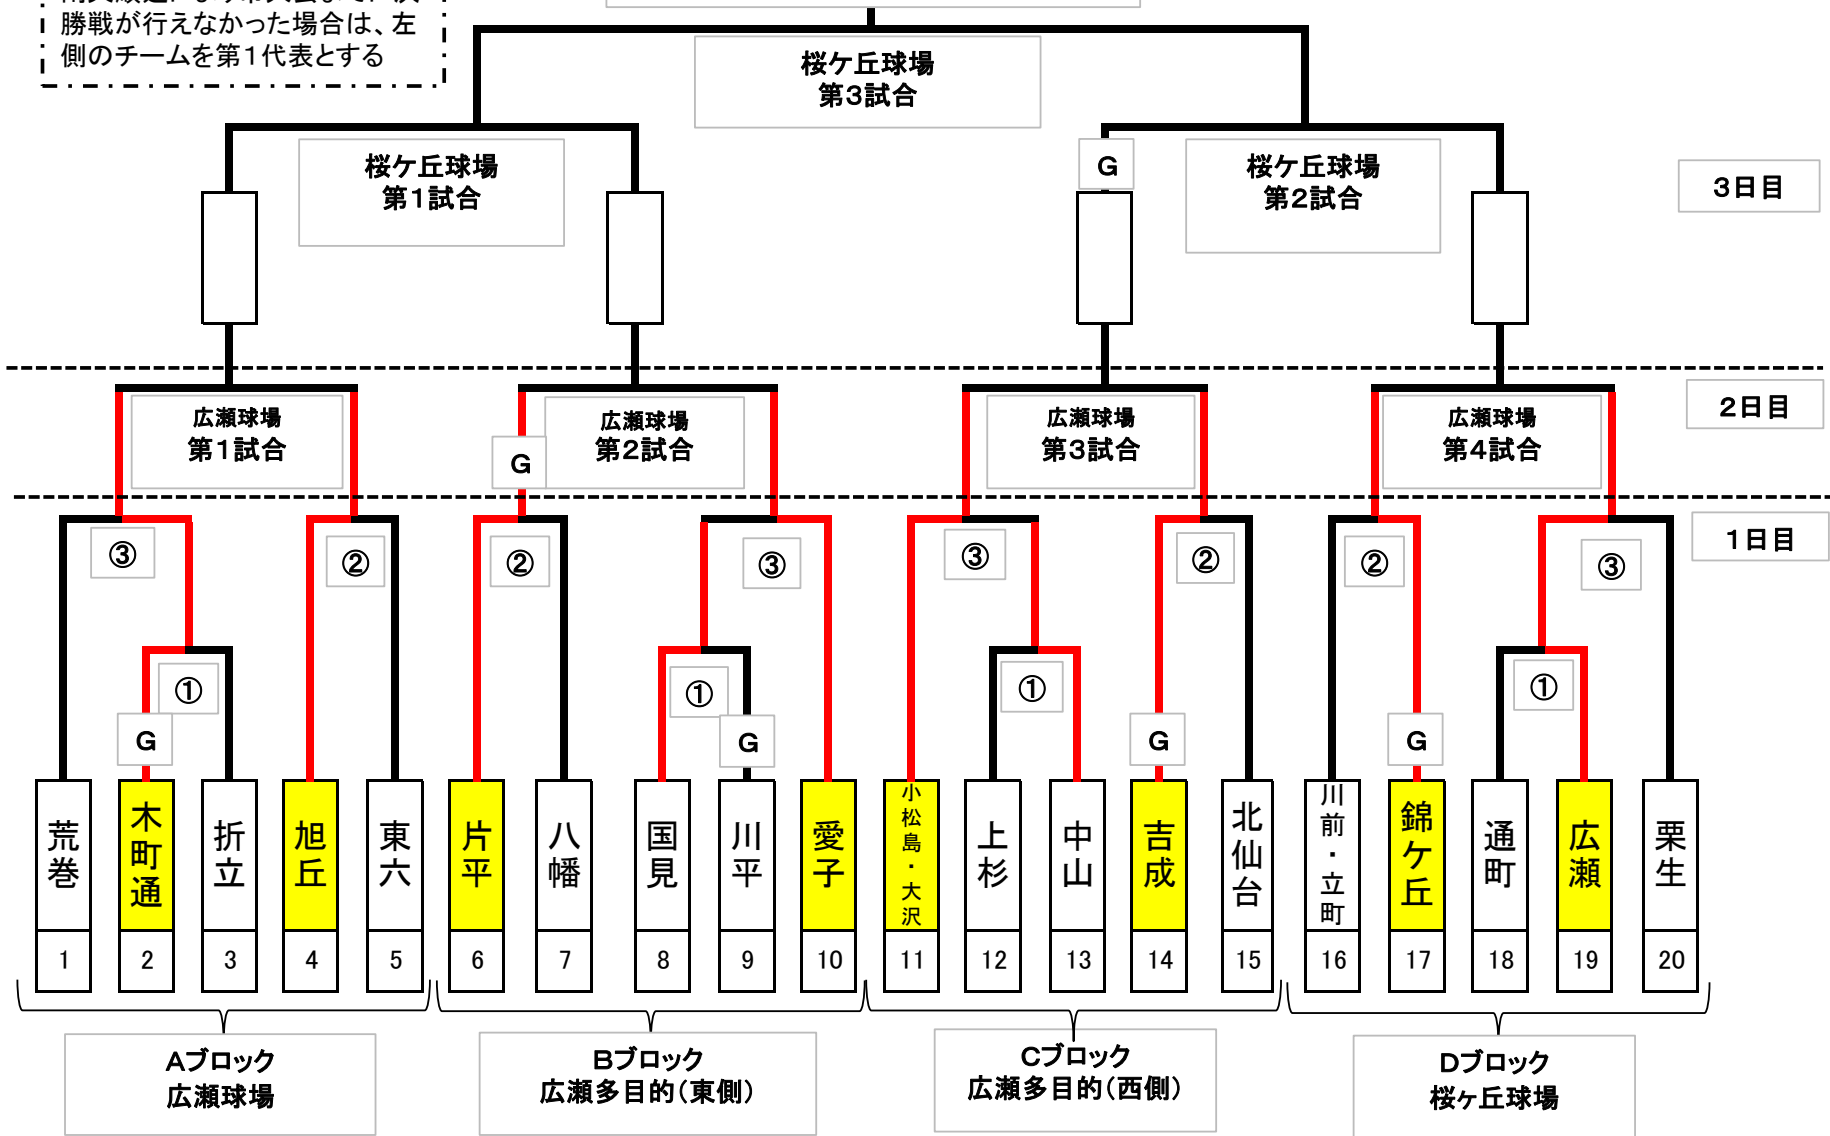 勝戦が行えなかった場合は、左
側のチームを第1代表とする
桜ケ丘球場
第3試合
桜ケ丘球場
第1試合
G
桜ケ丘球場
第2試合
3日目
広瀬球場
第1試合
G
広瀬球場
第2試合
広瀬球場
第3試合
広瀬球場
第4試合
2日目
1日目
③
②
②
③
③
②
②
③
①
①
①
①
G
G
G
G
荒巻
木町通
折立
旭丘
東六
片平
八幡
国見
川平
愛子
小松島・大沢
上杉
中山
吉成
北仙台
川前・立町
錦ケ丘
通町
広瀬
栗生
1
2
3
4
5
6
7
8
9
10
11
12
13
14
15
16
17
18
19
20
Aブロック
広瀬球場
Bブロック
広瀬多目的(東側)
Cブロック
広瀬多目的(西側)
Dブロック
桜ヶ丘球場